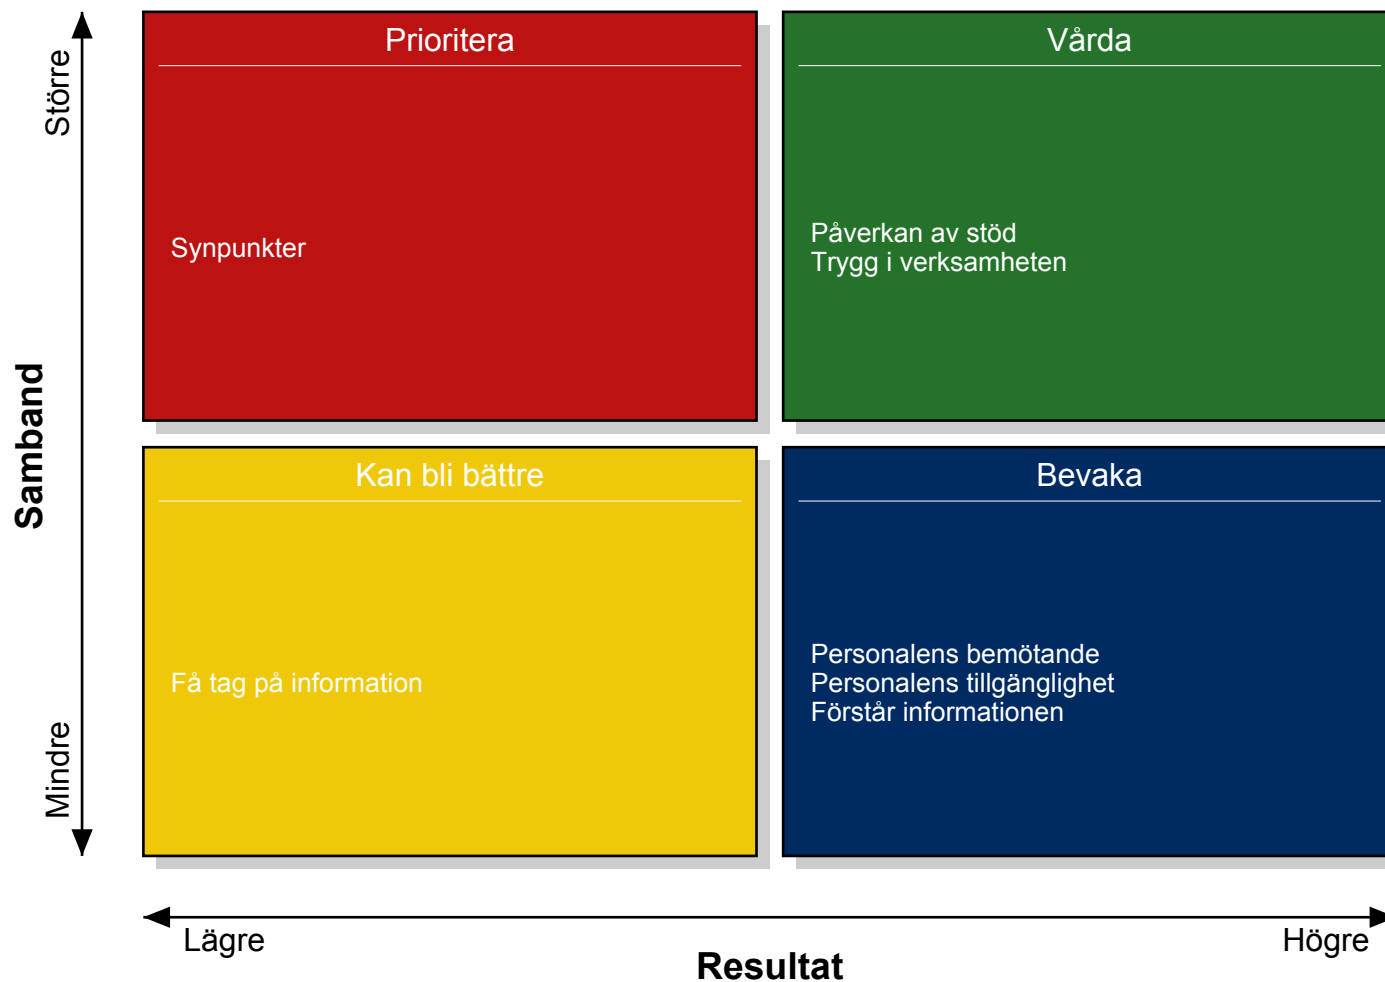 Större
Samband
Mindre
Prioritera
Synpunkter
Vårda
Påverkan av stöd
Trygg i verksamheten
Kan bli bättre
Få tag på information
Bevaka
Personalens bemötande
Personalens tillgänglighet
Förstår informationen
Lägre
Högre
Resultat